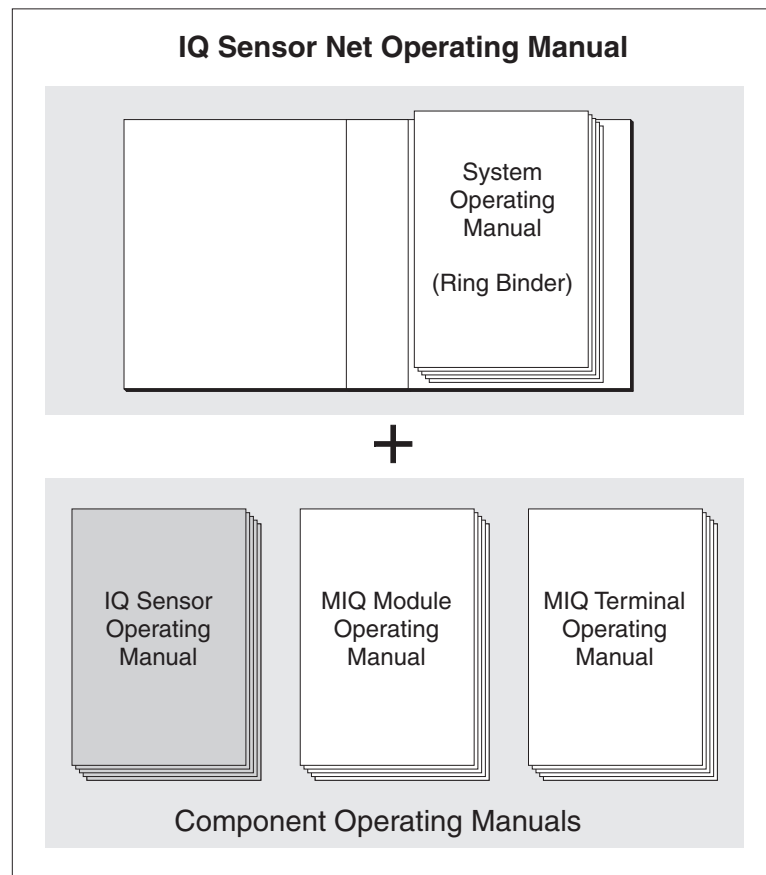 IQ Sensor Net Operating Manual
System
Operating
Manual
(Ring Binder)
+
IQ Sensor
Operating
Manual
MIQ Module
Operating
Manual
MIQ Terminal
Operating
Manual
Component Operating Manuals